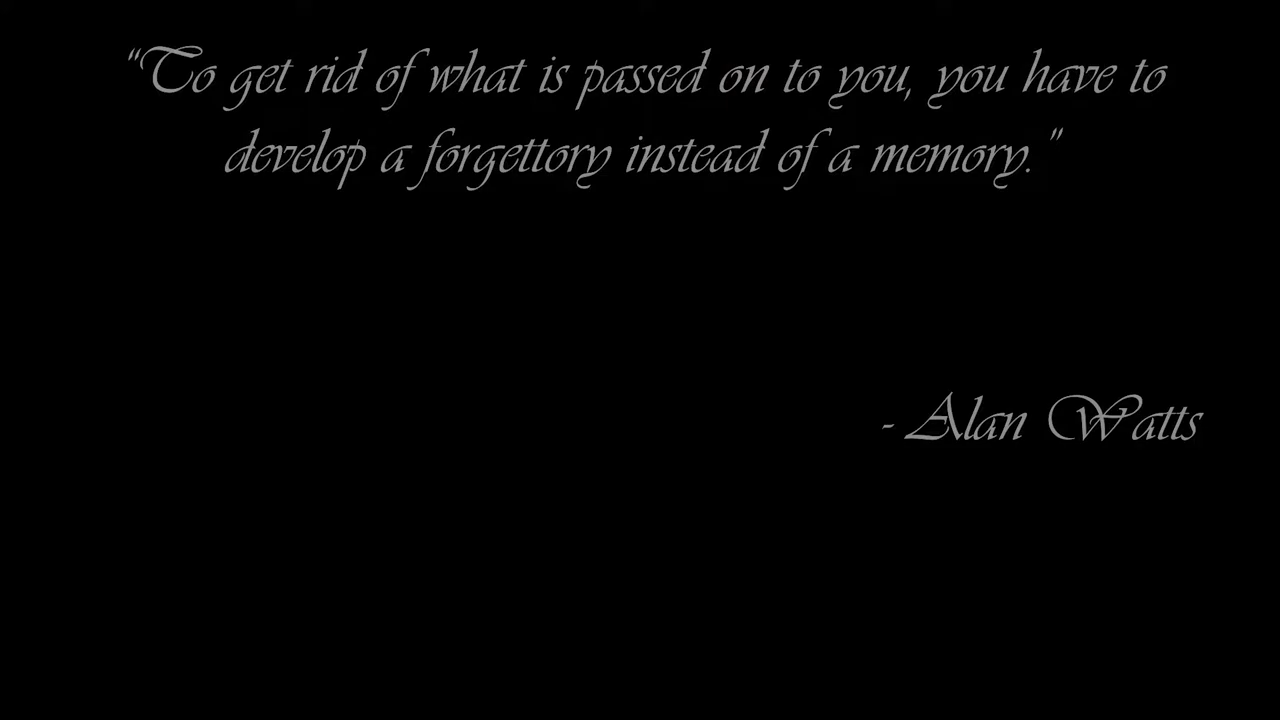 "To get rid of what is passed on to you, you have to
develop a forgettory instead of a memory."
- Alan Watts